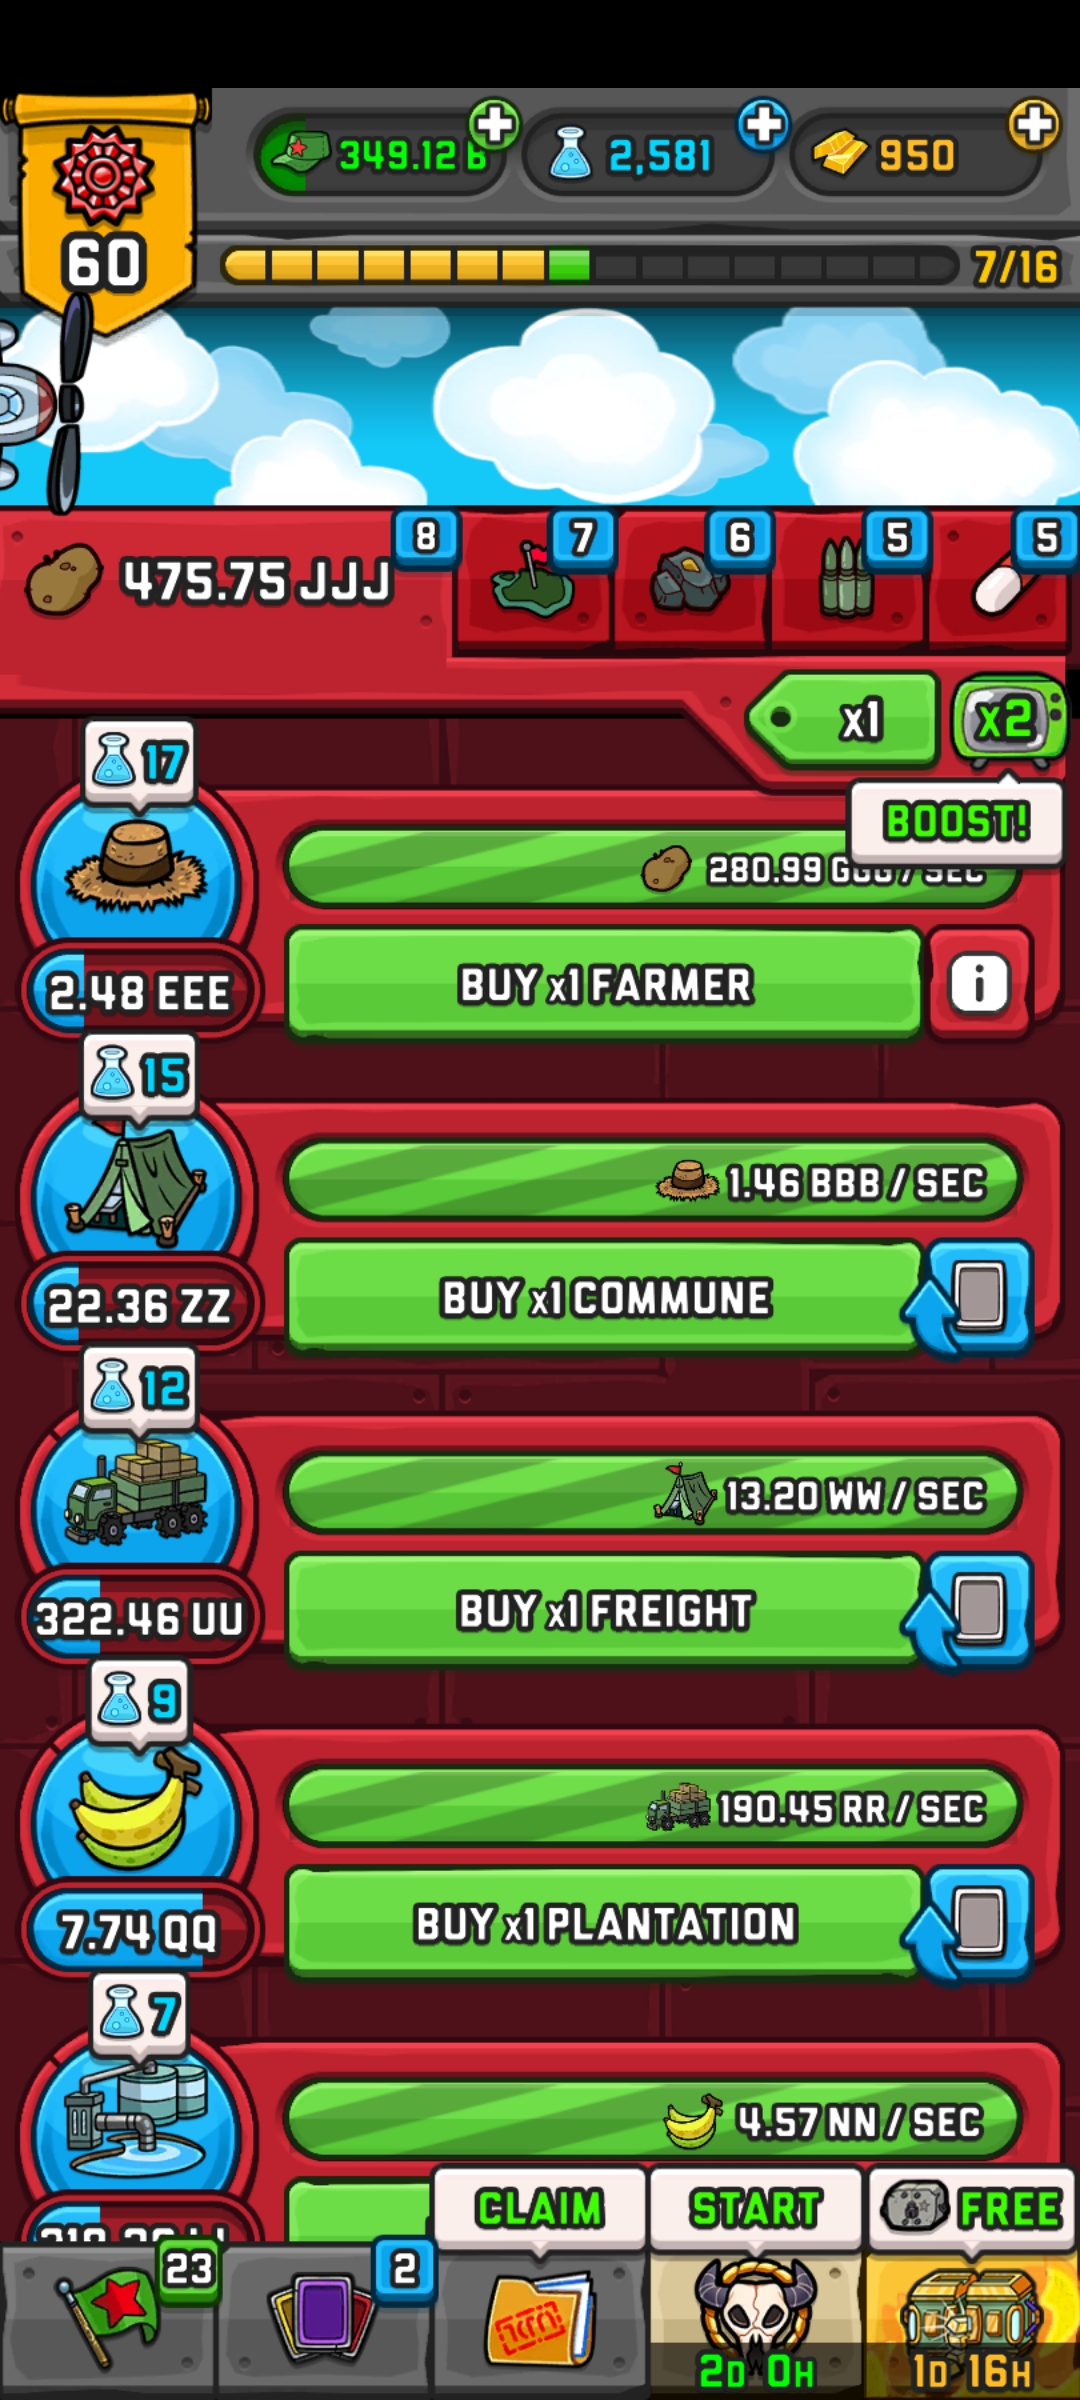 349.12 B
2,581
950
60
7/16
475.75 JJJ
8
7
6
5
5
x1
x2
BOOST!
17
280.99 GGG / SEC
2.48 EEE
BUY x1 FARMER
i
15
1.46 BBB / SEC
22.36 ZZ
BUY x1 COMMUNE
12
13.20 WW / SEC
322.46 UU
BUY x1 FREIGHT
9
190.45 RR / SEC
7.74 QQ
BUY x1 PLANTATION
7
4.57 NN / SEC
CLAIM
START
FREE
23
2
2D 0H
1D 16H